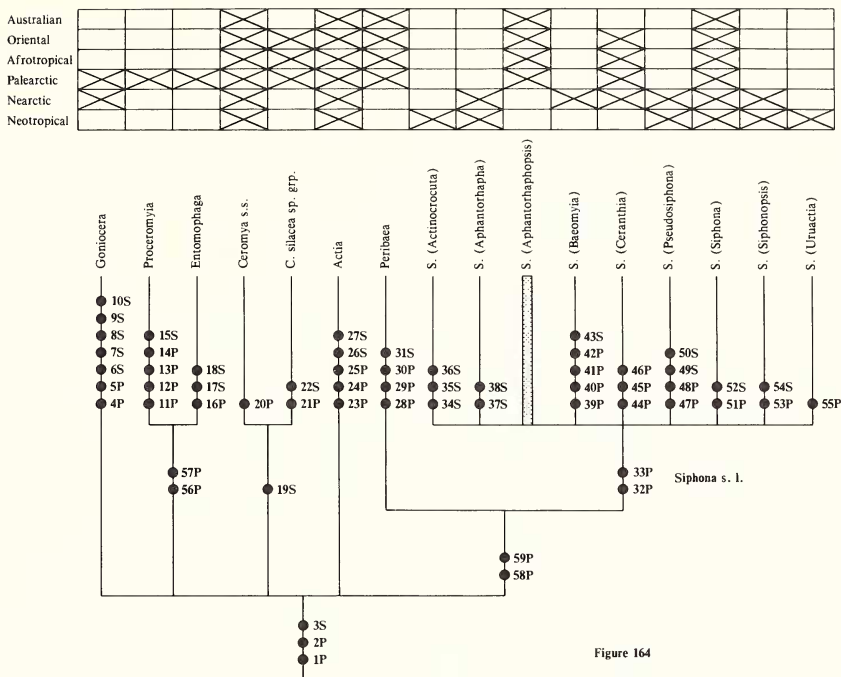 Australian
Oriental
Afrotropical
Palearctic
Nearctic
Neotropical
Goniocera
Proceromyia
Entomophaga
Ceromya s.s.
C. silacea sp. grp.
Actia
Peribaea
S. (Actinocrocuta)
S. (Aphantorhapha)
S. (Aphantorhaphopsis)
S. (Baeomyia)
S. (Ceranthia)
S. (Pseudosiphona)
S. (Siphona)
S. (Siphonopsis)
S. (Uruactia)
10S
9S
8S 15S 27S 43S
7S 14P 26S 31S 42P 50S
6S 13P 18S 25P 30P 36S 41P 46P 49S
5P 12P 17S 22S 24P 29P 35S 38S 40P 45P 48P 52S 54S
4P 11P 16P 20P 21P 23P 28P 34S 37S 39P 44P 47P 51P 53P 55P
57P 33P Siphona s. l.
56P 19S 32P
59P
58P
3S
2P Figure 164
1P